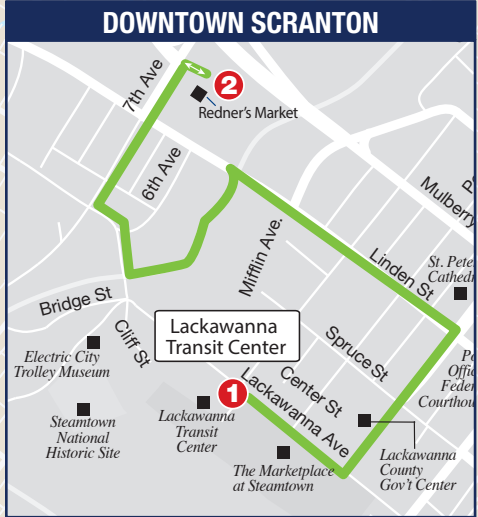 DOWNTOWN SCRANTON
7th Ave
2
Redner's Market
6th Ave
Mulberry
Mifflin Ave.
Linden St
St. Pete
Cathedr
Bridge St
Cliff St
Lackawanna
Transit Center
Spruce St
Center St
Lackawanna Ave
Electric City
Trolley Museum
1
Lackawanna
Transit
Center
Steamtown
National
Historic Site
The Marketplace
at Steamtown
Lackawanna
County
Gov't Center
Offic
Feder
Courthou